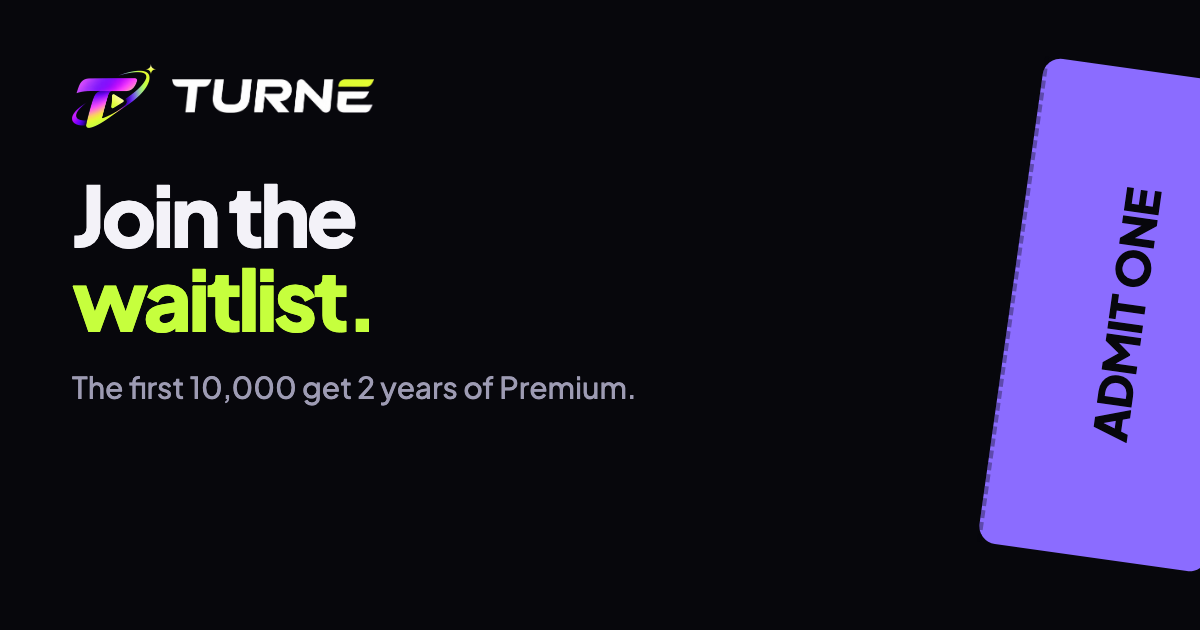 TURNE
Join the
waitlist.
The first 10,000 get 2 years of Premium.
ADMIT ONE